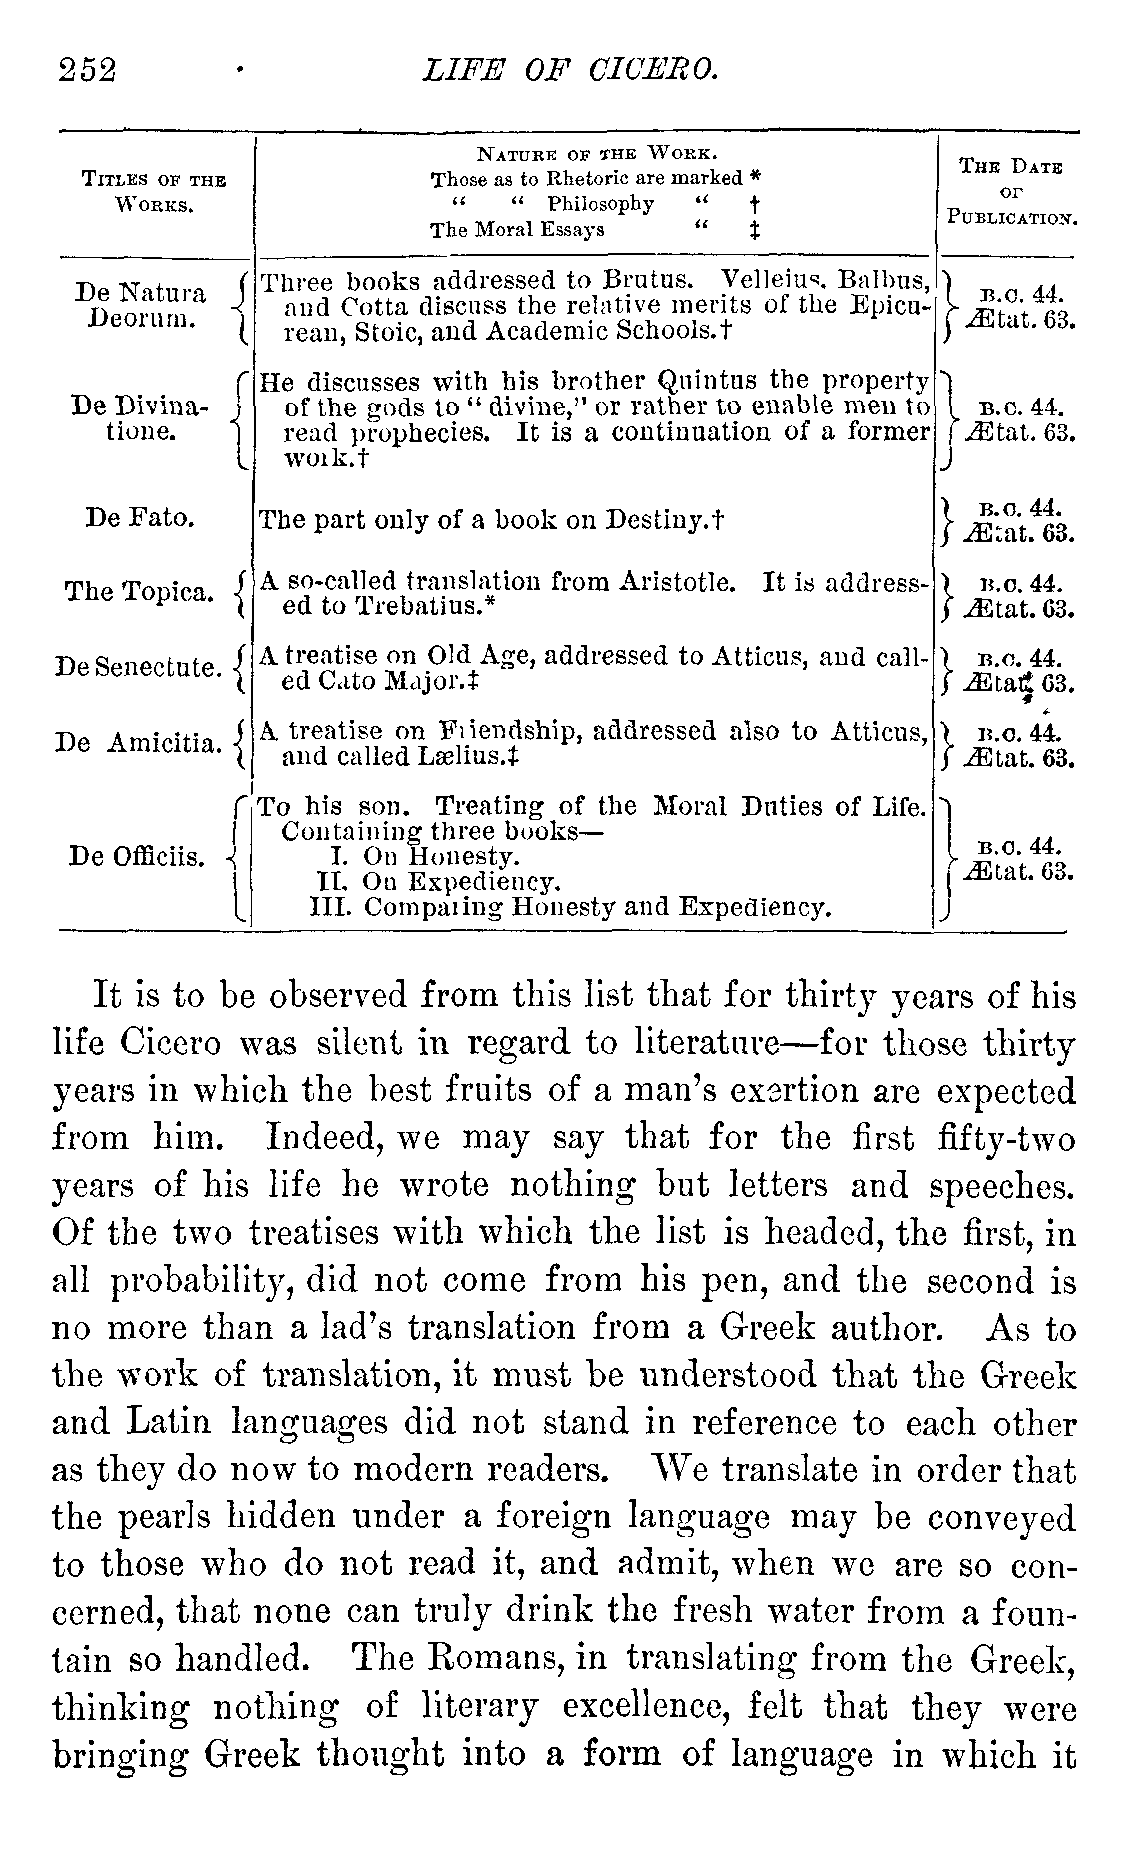 252 LIFE OF CICERO.
TITLES OF THE WORKS.
NATURE OF THE WORK.
Those as to Rhetoric are marked *
“ “ Philosophy “ †
The Moral Essays “ ‡
THE DATE OF PUBLICATION.
De Natura Deorum.
Three books addressed to Brutus. Velleius, Balbus,
and Cotta discuss the relative merits of the Epicu-
rean, Stoic, and Academic Schools.†
B.C. 44.
Ætat. 63.
De Divina-
tione.
He discusses with his brother Quintus the property
of the gods to “divine,” or rather to enable men to
read prophecies. It is a continuation of a former
work.†
B.C. 44.
Ætat. 63.
De Fato.
The part only of a book on Destiny.†
B.C. 44.
Ætat. 63.
The Topica.
A so-called translation from Aristotle. It is address-
ed to Trebatius.*
B.C. 44.
Ætat. 63.
De Senectute.
A treatise on Old Age, addressed to Atticus, and call-
ed Cato Major.‡
B.C. 44.
Ætat. 63.
De Amicitia.
A treatise on Friendship, addressed also to Atticus,
and called Lælius.‡
B.C. 44.
Ætat. 63.
De Officiis.
To his son. Treating of the Moral Duties of Life.
Containing three books—
I. On Honesty.
II. On Expediency.
III. Comparing Honesty and Expediency.
B.C. 44.
Ætat. 63.
It is to be observed from this list that for thirty years of his
life Cicero was silent in regard to literature—for those thirty
years in which the best fruits of a man’s exertion are expected
from him. Indeed, we may say that for the first fifty-two
years of his life he wrote nothing but letters and speeches.
Of the two treatises with which the list is headed, the first, in
all probability, did not come from his pen, and the second is
no more than a lad’s translation from a Greek author. As to
the work of translation, it must be understood that the Greek
and Latin languages did not stand in reference to each other
as they do now to modern readers. We translate in order that
the pearls hidden under a foreign language may be conveyed
to those who do not read it, and admit, when we are so con-
cerned, that none can truly drink the fresh water from a foun-
tain so handled. The Romans, in translating from the Greek,
thinking nothing of literary excellence, felt that they were
bringing Greek thought into a form of language in which it